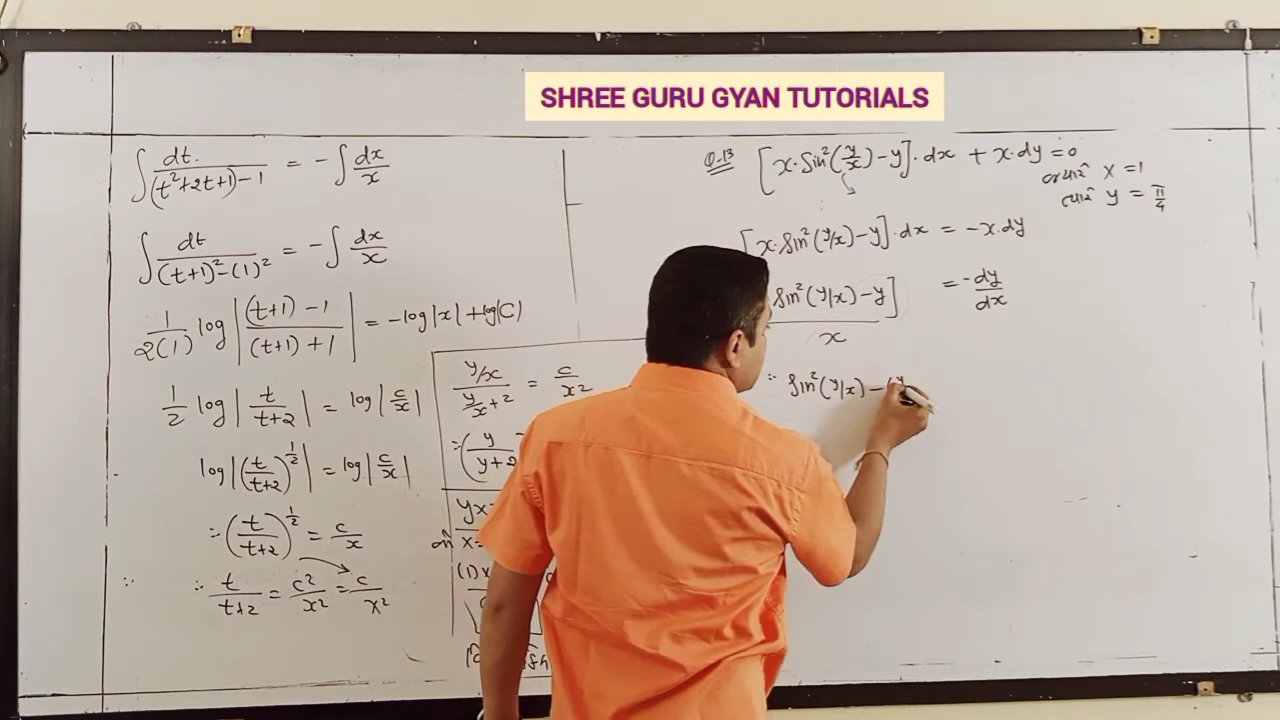 SHREE GURU GYAN TUTORIALS
∫ dt/((t²+2t+1)-1) = -∫ dx/x
∫ dt/((t+1)²-(1)²) = -∫ dx/x
1/2(1) log|((t+1)-1)/((t+1)+1)| = -log|x| + log|C|
1/2 log|t/(t+2)| = log|c/x|
log|(t/(t+2))^(1/2)| = log|c/x|
∴ (t/(t+2))^(1/2) = c/x
∴ t/(t+2) = c²/x² = c/x²
(y/x)/(y/x+2) = c/x²
∴ (y/(y+2
yx=
x=
(1)x
Q-13 [x·Sin²(y/x)-y]·dx + x·dy = 0
x = 1
y = π/4
[x·Sin²(y/x)-y]·dx = -x·dy
Sin²(y/x)-y]/x = -dy/dx
∵ Sin²(y/x) - (y